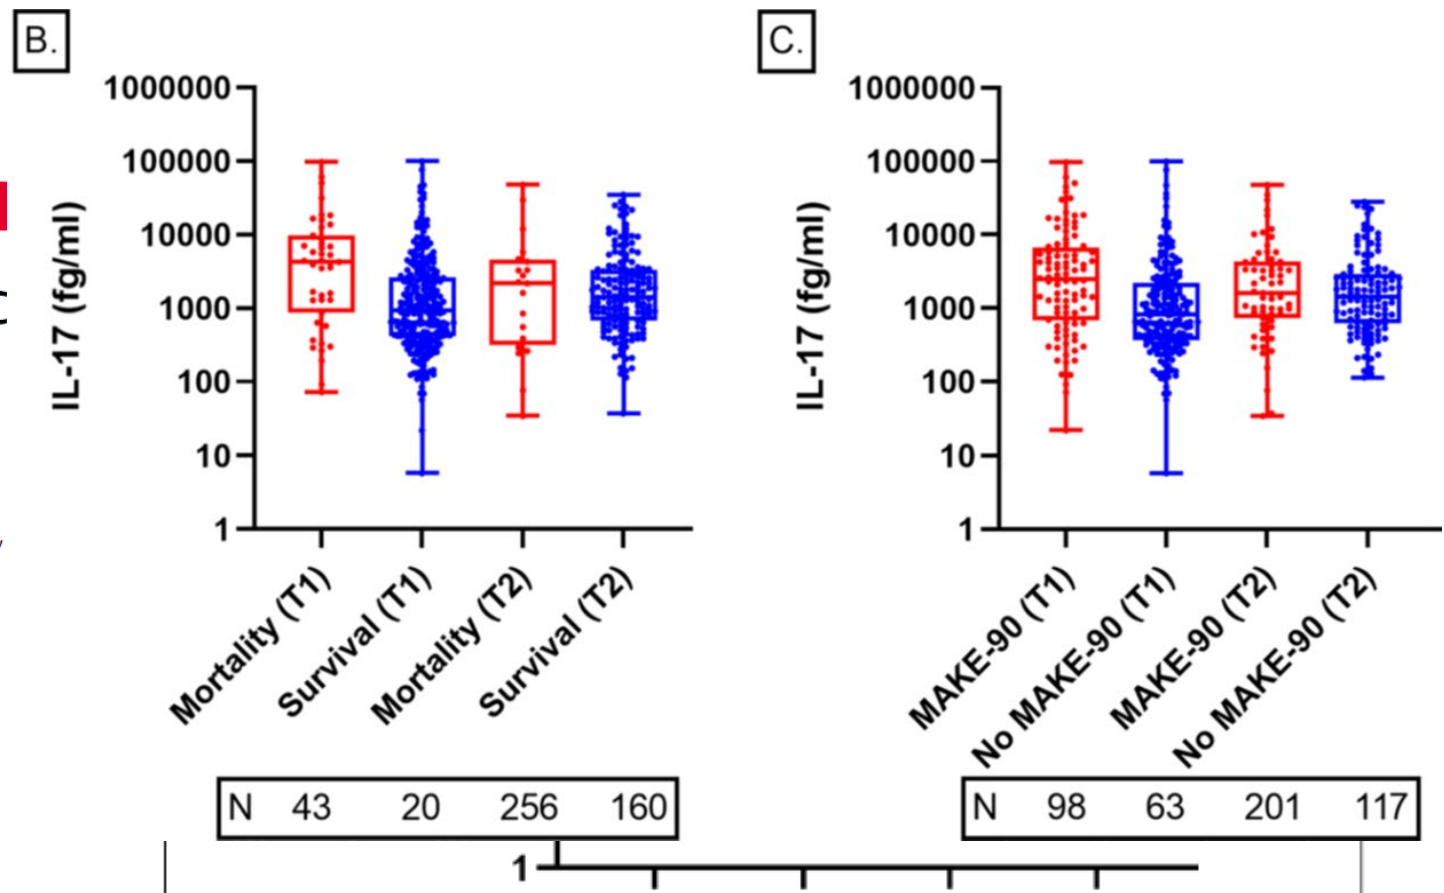 B.
1000000
100000
10000
1000
100
10
1
IL-17 (fg/ml)
Mortality (T1)
Survival (T1)
Mortality (T2)
Survival (T2)
N 43 20 256 160
C.
1000000
100000
10000
1000
100
10
1
IL-17 (fg/ml)
MAKE-90 (T1)
No MAKE-90 (T1)
MAKE-90 (T2)
No MAKE-90 (T2)
N 98 63 201 117
1